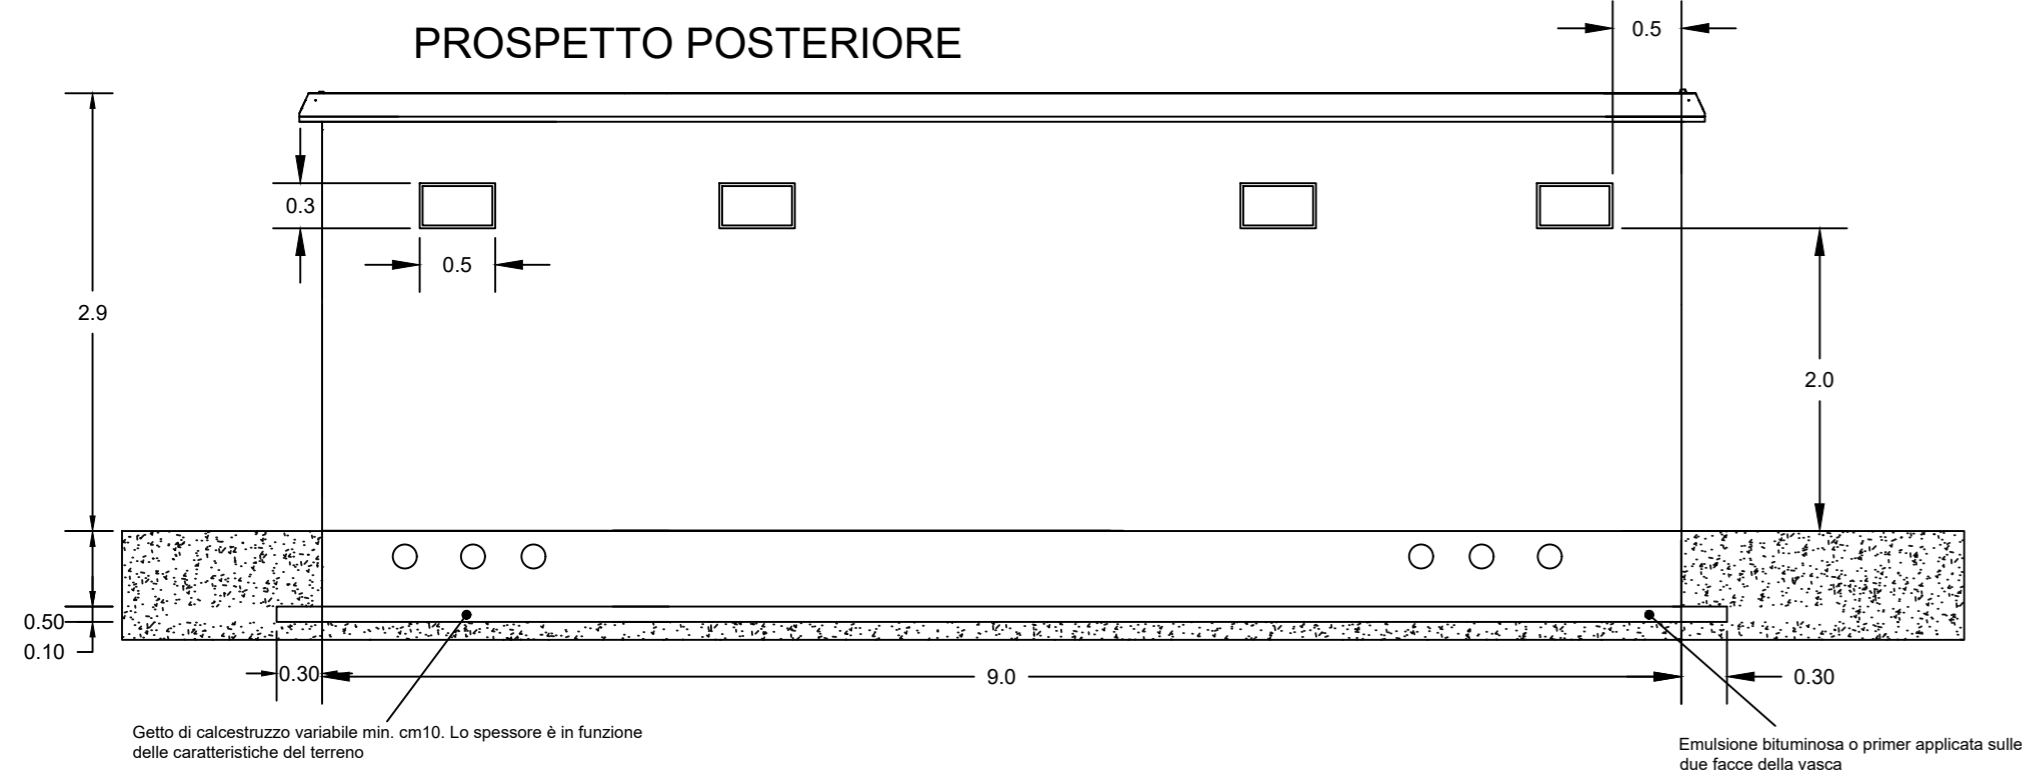 PROSPETTO POSTERIORE
0.5
0.3
0.5
2.9
2.0
0.50
0.10
0.30
9.0
0.30
Getto di calcestruzzo variabile min. cm10. Lo spessore è in funzione
delle caratteristiche del terreno
Emulsione bituminosa o primer applicata sulle
due facce della vasca